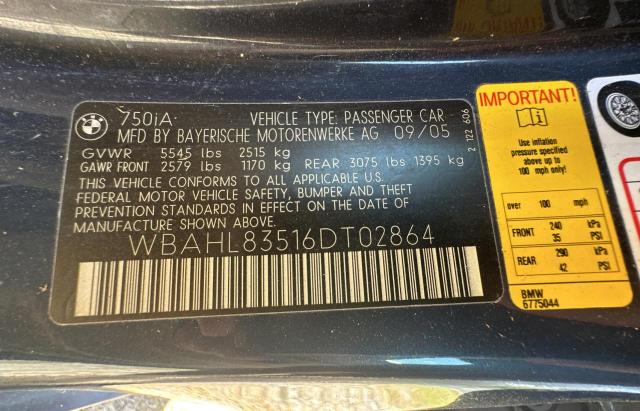 BMW
750iA VEHICLE TYPE: PASSENGER CAR
MFD BY BAYERISCHE MOTORENWERKE AG 09/05
GVWR 5545 lbs 2515 kg
GAWR FRONT 2579 lbs 1170 kg REAR 3075 lbs 1395 kg
THIS VEHICLE CONFORMS TO ALL APPLICABLE U.S.
FEDERAL MOTOR VEHICLE SAFETY, BUMPER AND THEFT
PREVENTION STANDARDS IN EFFECT ON THE DATE OF
MANUFACTURE SHOWN ABOVE.
WBAHL83516DT02864
2 122 606
IMPORTANT!
Use inflation
pressure specified
above up to
100 mph only!
over 100 mph
FRONT 240 kPa
35 PSI
REAR 290 kPa
42 PSI
BMW
6775044